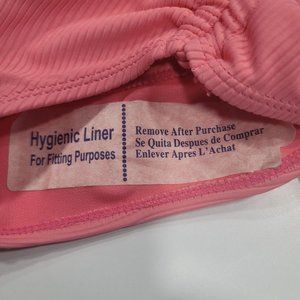 Hygienic Liner
For Fitting Purposes
Remove After Purchase
Se Quita Despues de Comprar
Enlever Apres L'Achat